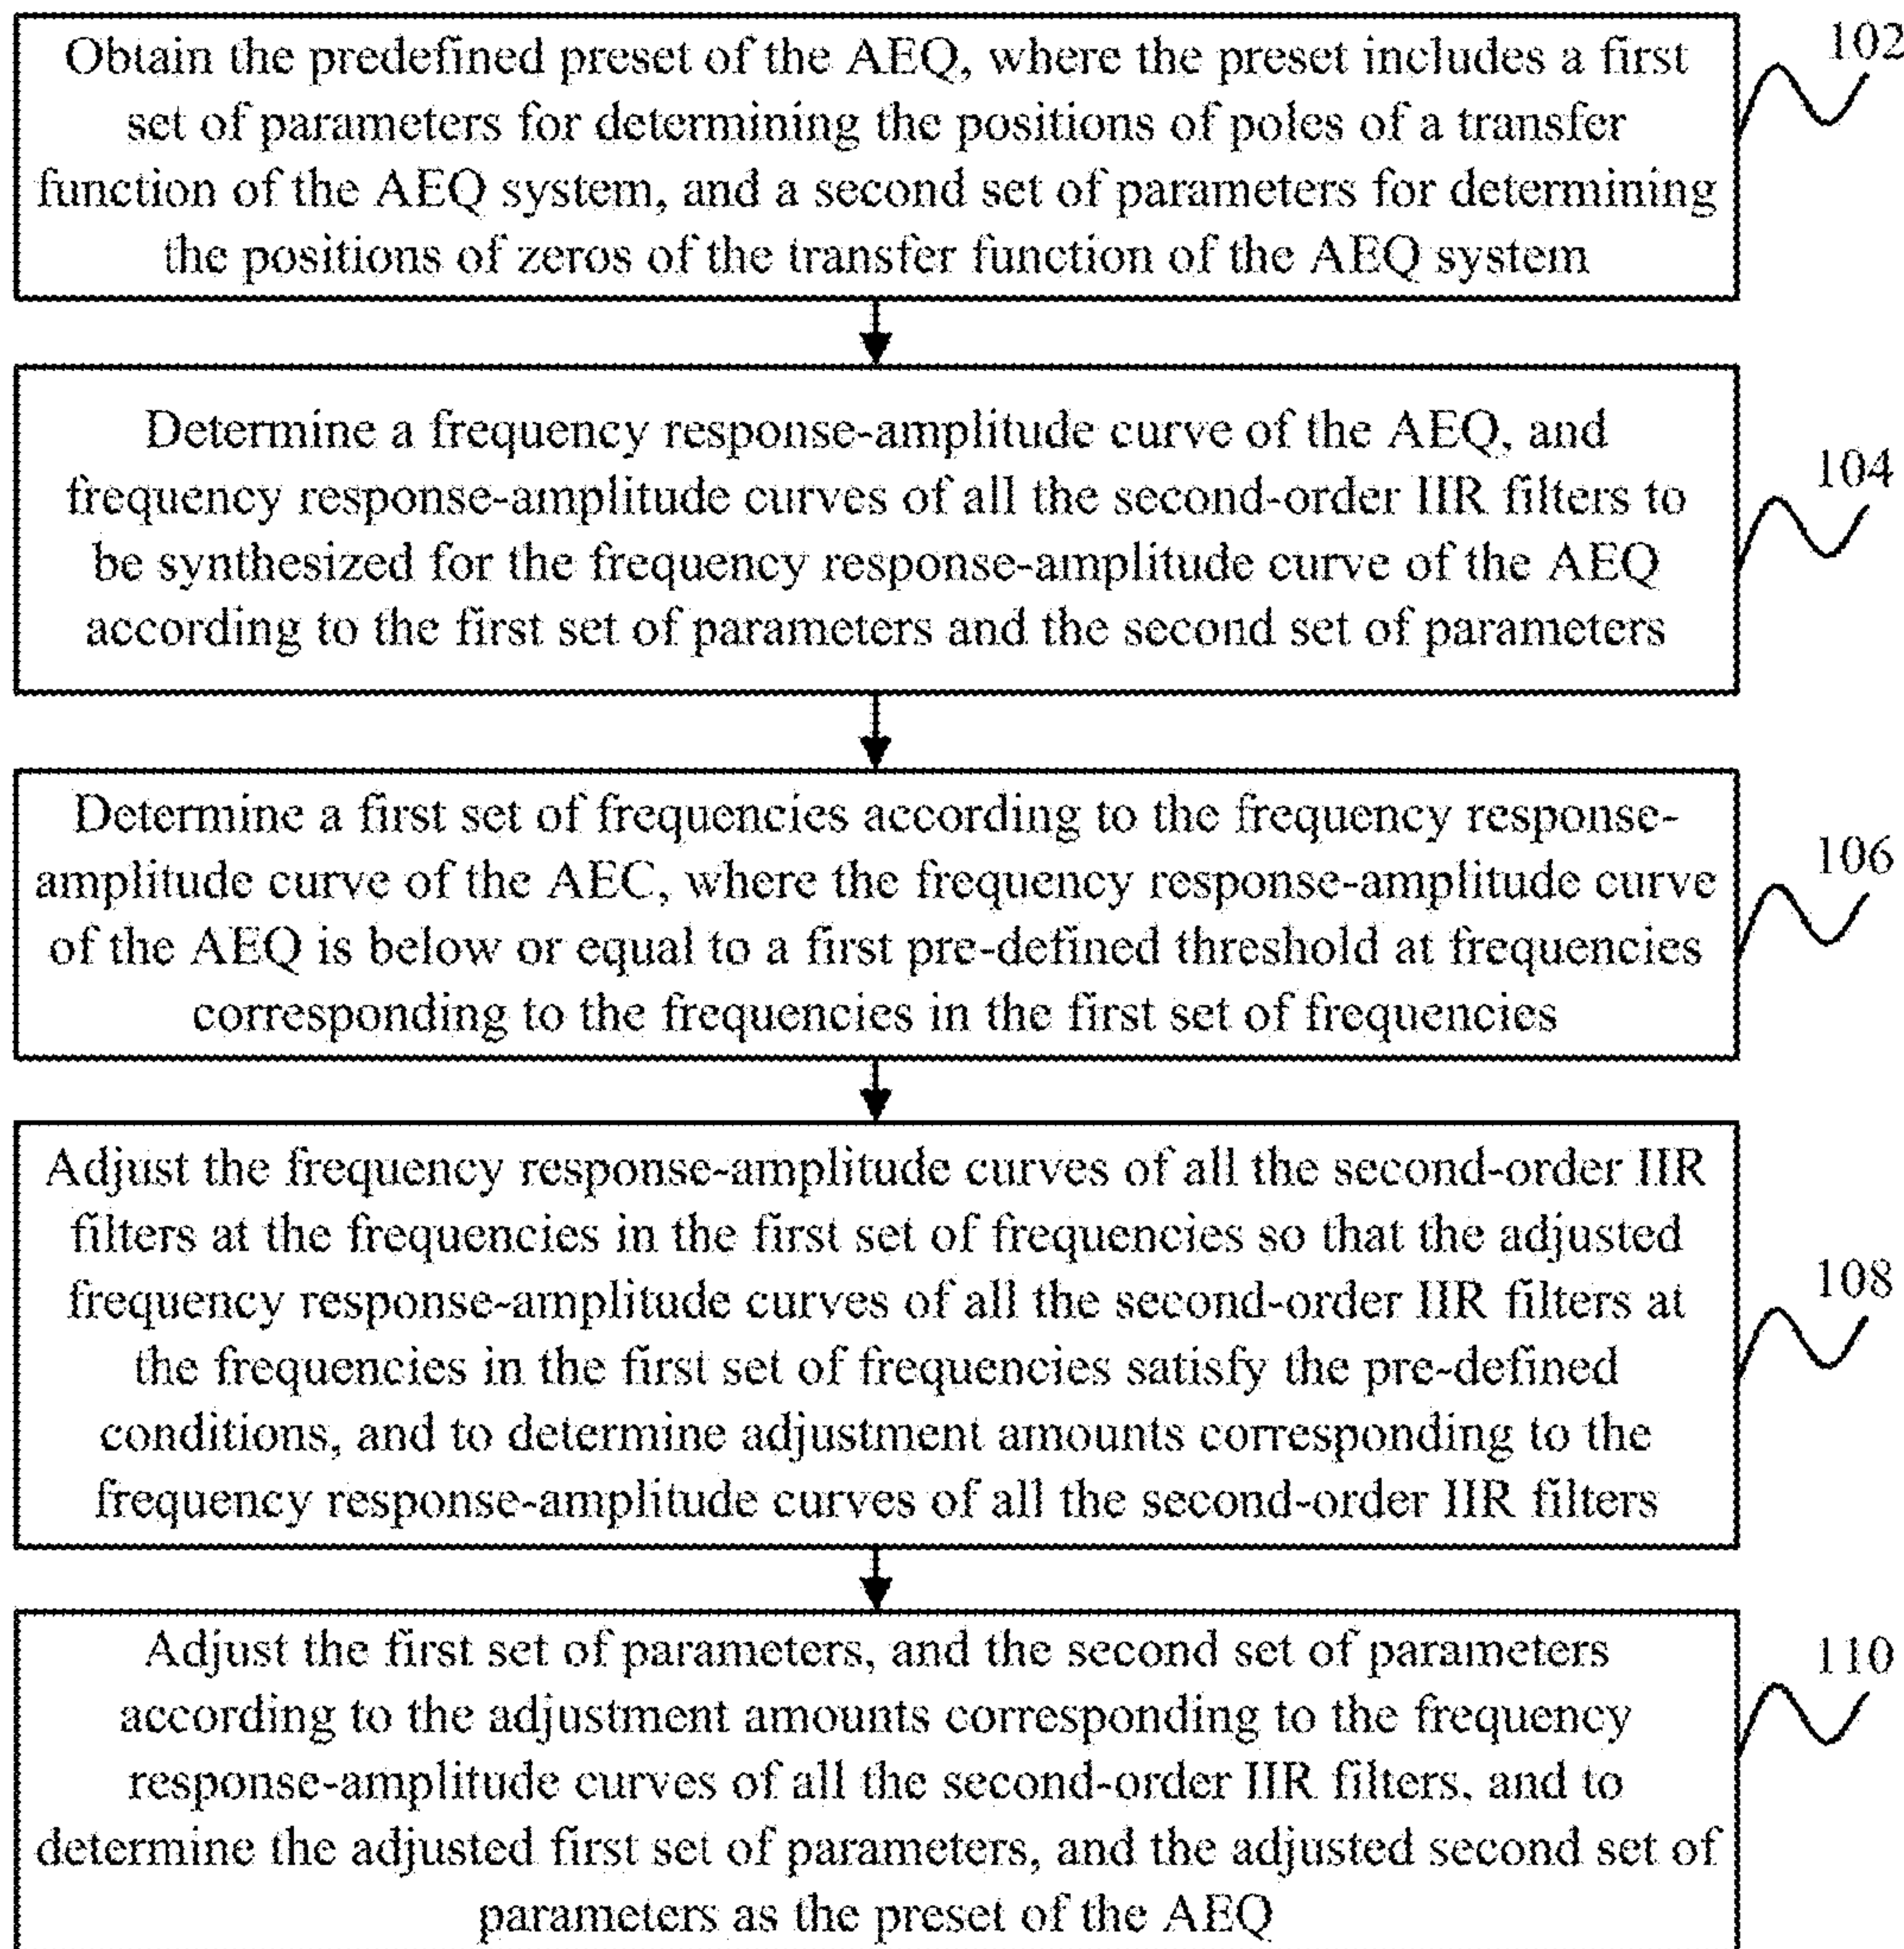 Obtain the predefined preset of the AEQ, where the preset includes a first
set of parameters for determining the positions of poles of a transfer
function of the AEQ system, and a second set of parameters for determining
the positions of zeros of the transfer function of the AEQ system
102
Determine a frequency response-amplitude curve of the AEQ, and
frequency response-amplitude curves of all the second-order IIR filters to
be synthesized for the frequency response-amplitude curve of the AEQ
according to the first set of parameters and the second set of parameters
104
Determine a first set of frequencies according to the frequency response-
amplitude curve of the AEC, where the frequency response-amplitude curve
of the AEQ is below or equal to a first pre-defined threshold at frequencies
corresponding to the frequencies in the first set of frequencies
106
Adjust the frequency response-amplitude curves of all the second-order IIR
filters at the frequencies in the first set of frequencies so that the adjusted
frequency response-amplitude curves of all the second-order IIR filters at
the frequencies in the first set of frequencies satisfy the pre-defined
conditions, and to determine adjustment amounts corresponding to the
frequency response-amplitude curves of all the second-order IIR filters
108
Adjust the first set of parameters, and the second set of parameters
according to the adjustment amounts corresponding to the frequency
response-amplitude curves of all the second-order IIR filters, and to
determine the adjusted first set of parameters, and the adjusted second set of
parameters as the preset of the AEQ
110